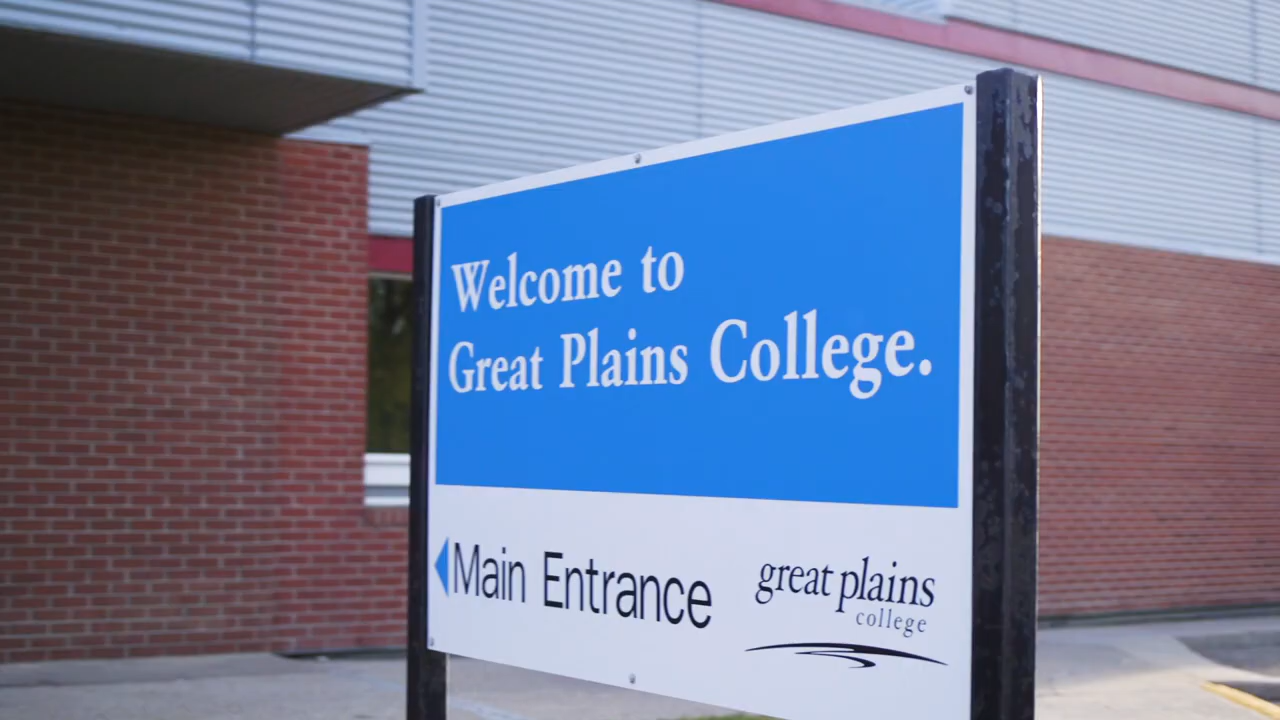 Welcome to
Great Plains College.
Main Entrance
great plains
college